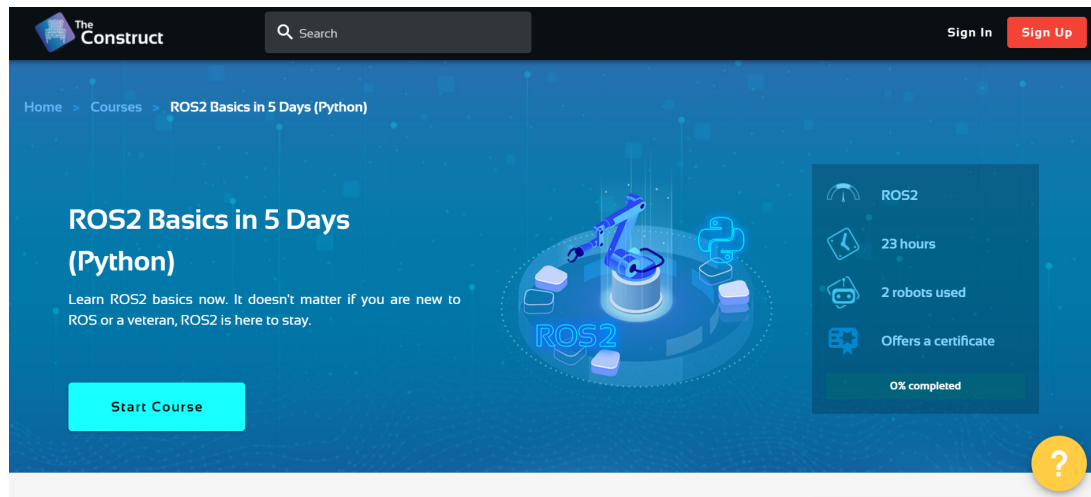 The
Construct
Search
Sign In
Sign Up
Home > Courses > ROS2 Basics in 5 Days (Python)
ROS2 Basics in 5 Days
(Python)
Learn ROS2 basics now. It doesn't matter if you are new to
ROS or a veteran, ROS2 is here to stay.
Start Course
ROS2
ROS2
23 hours
2 robots used
Offers a certificate
0% completed
?